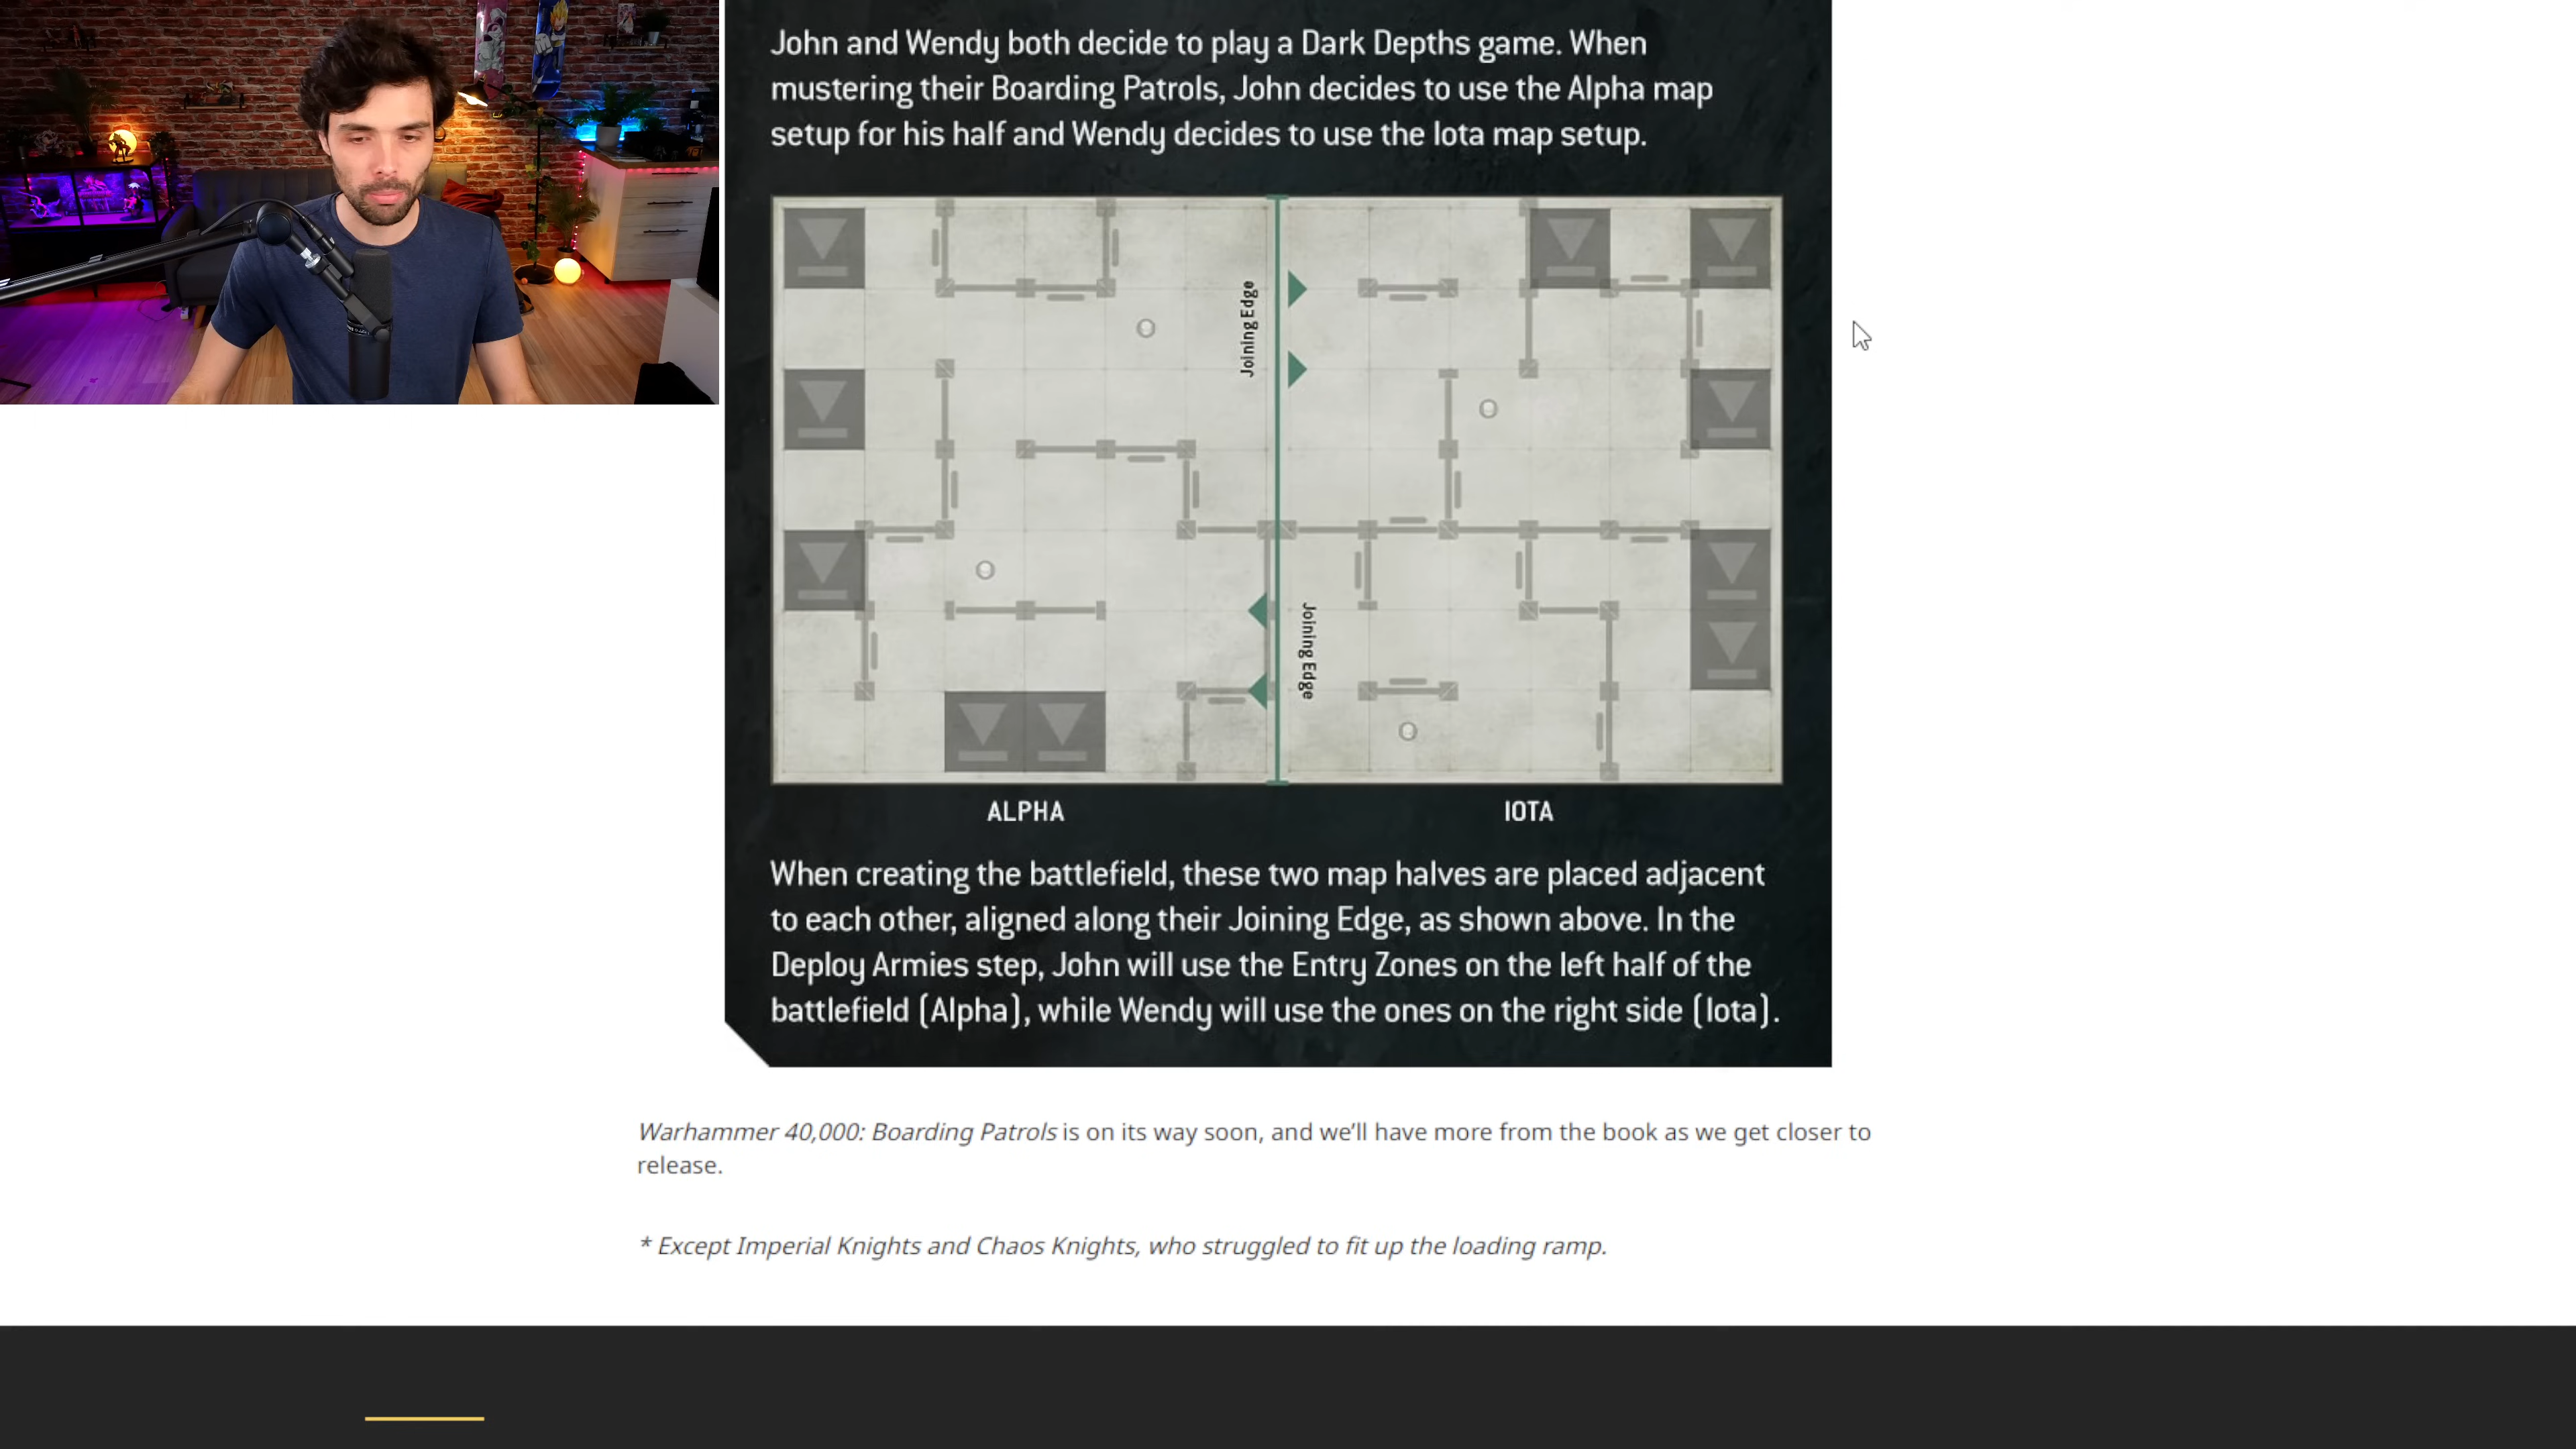 John and Wendy both decide to play a Dark Depths game. When
mustering their Boarding Patrols, John decides to use the Alpha map
setup for his half and Wendy decides to use the Iota map setup.
Joining Edge
Joining Edge
ALPHA
IOTA
When creating the battlefield, these two map halves are placed adjacent
to each other, aligned along their Joining Edge, as shown above. In the
Deploy Armies step, John will use the Entry Zones on the left half of the
battlefield (Alpha), while Wendy will use the ones on the right side (Iota).
Warhammer 40,000: Boarding Patrols is on its way soon, and we'll have more from the book as we get closer to
release.
* Except Imperial Knights and Chaos Knights, who struggled to fit up the loading ramp.